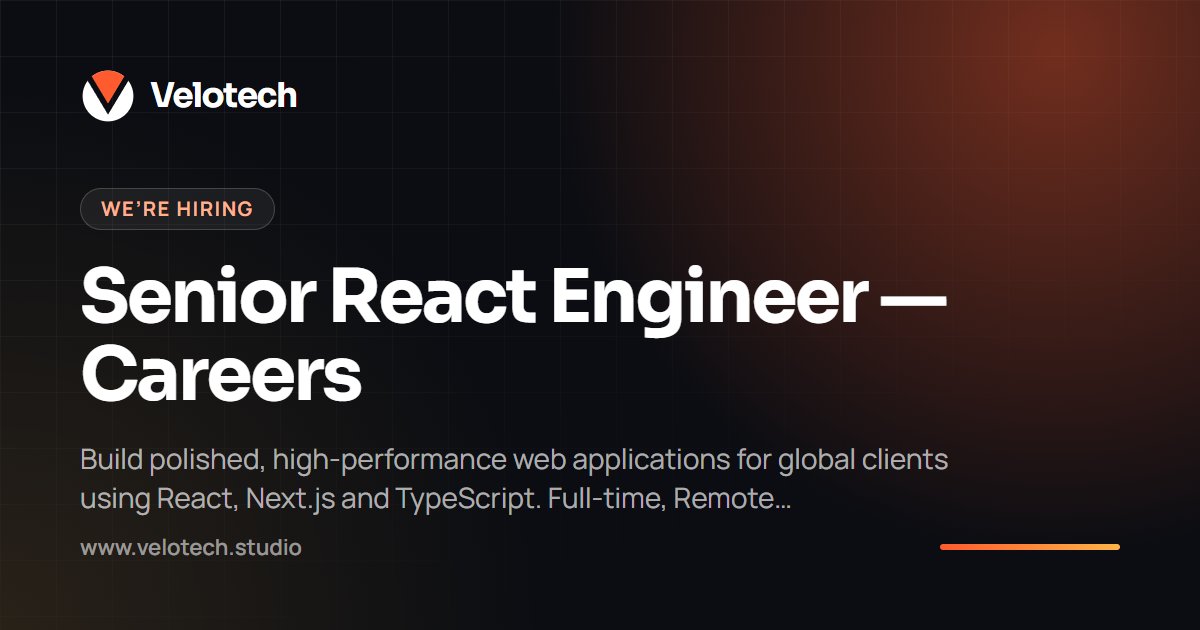 Velotech
WE’RE HIRING
Senior React Engineer —
Careers
Build polished, high-performance web applications for global clients
using React, Next.js and TypeScript. Full-time, Remote...
www.velotech.studio